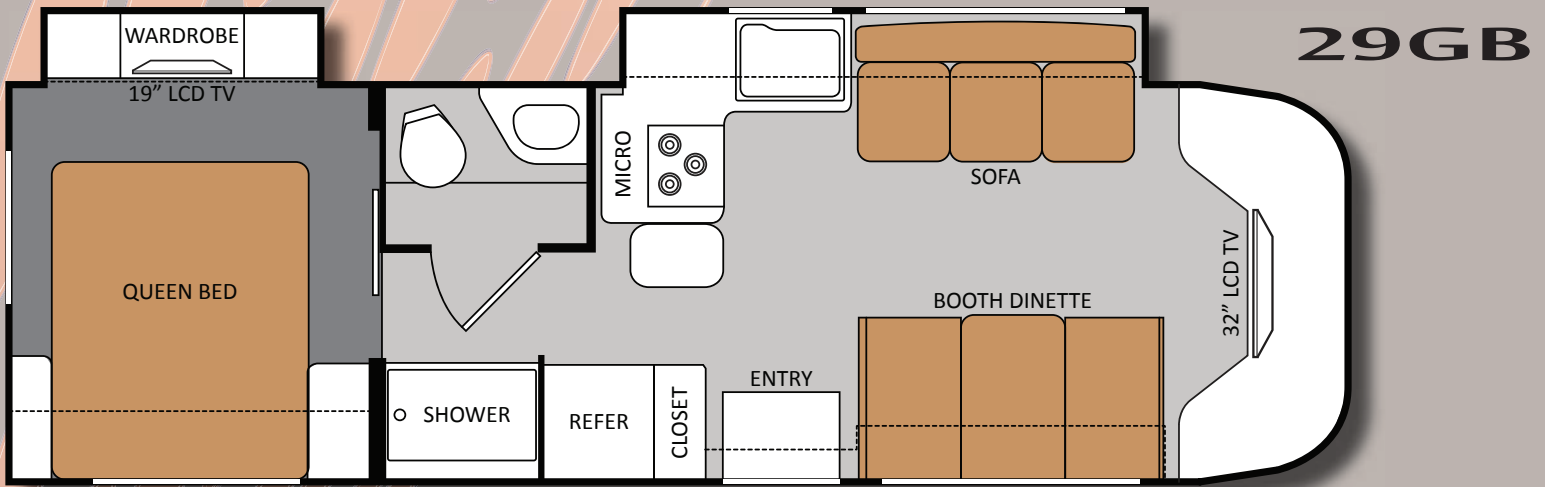 29GB
WARDROBE
19” LCD TV
MICRO
SOFA
QUEEN BED
BOOTH DINETTE
32” LCD TV
ENTRY
SHOWER
REFER
CLOSET